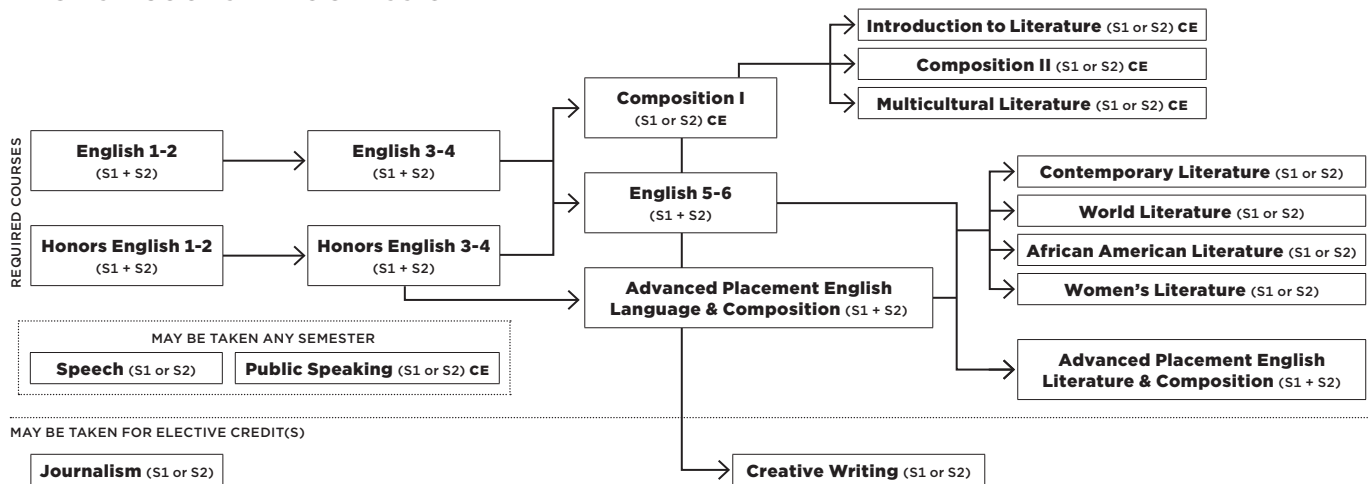 Introduction to Literature (S1 or S2) CE
Composition II (S1 or S2) CE
Multicultural Literature (S1 or S2) CE
Composition I
(S1 or S2) CE
REQUIRED COURSES
English 1-2
(S1 + S2)
English 3-4
(S1 + S2)
English 5-6
(S1 + S2)
Contemporary Literature (S1 or S2)
World Literature (S1 or S2)
African American Literature (S1 or S2)
Women's Literature (S1 or S2)
Honors English 1-2
(S1 + S2)
Honors English 3-4
(S1 + S2)
Advanced Placement English
Language & Composition (S1 + S2)
MAY BE TAKEN ANY SEMESTER
Speech (S1 or S2)
Public Speaking (S1 or S2) CE
Advanced Placement English
Literature & Composition (S1 + S2)
MAY BE TAKEN FOR ELECTIVE CREDIT(S)
Journalism (S1 or S2)
Creative Writing (S1 or S2)